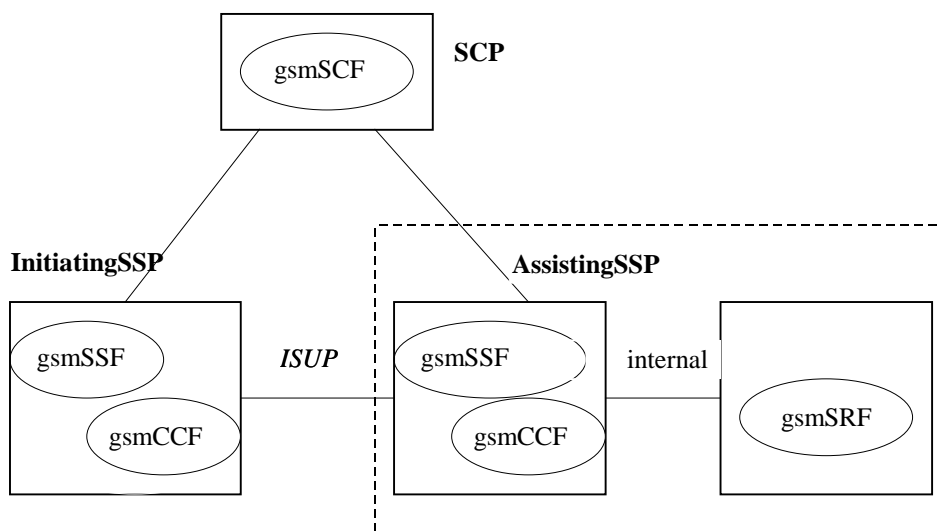 SCP
gsmSCF
InitiatingSSP
AssistingSSP
gsmSSF
ISUP
gsmSSF
internal
gsmCCF
gsmCCF
gsmSRF